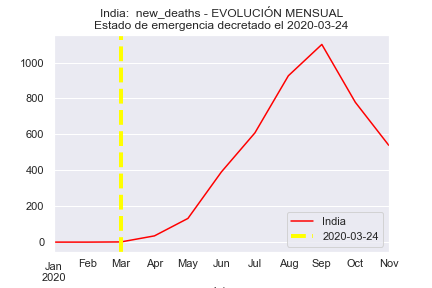 India:  new_deaths - EVOLUCIÓN MENSUAL
Estado de emergencia decretado el 2020-03-24
1000
800
600
400
200
0
Jan Feb Mar Apr May Jun Jul Aug Sep Oct Nov
2020
India
2020-03-24